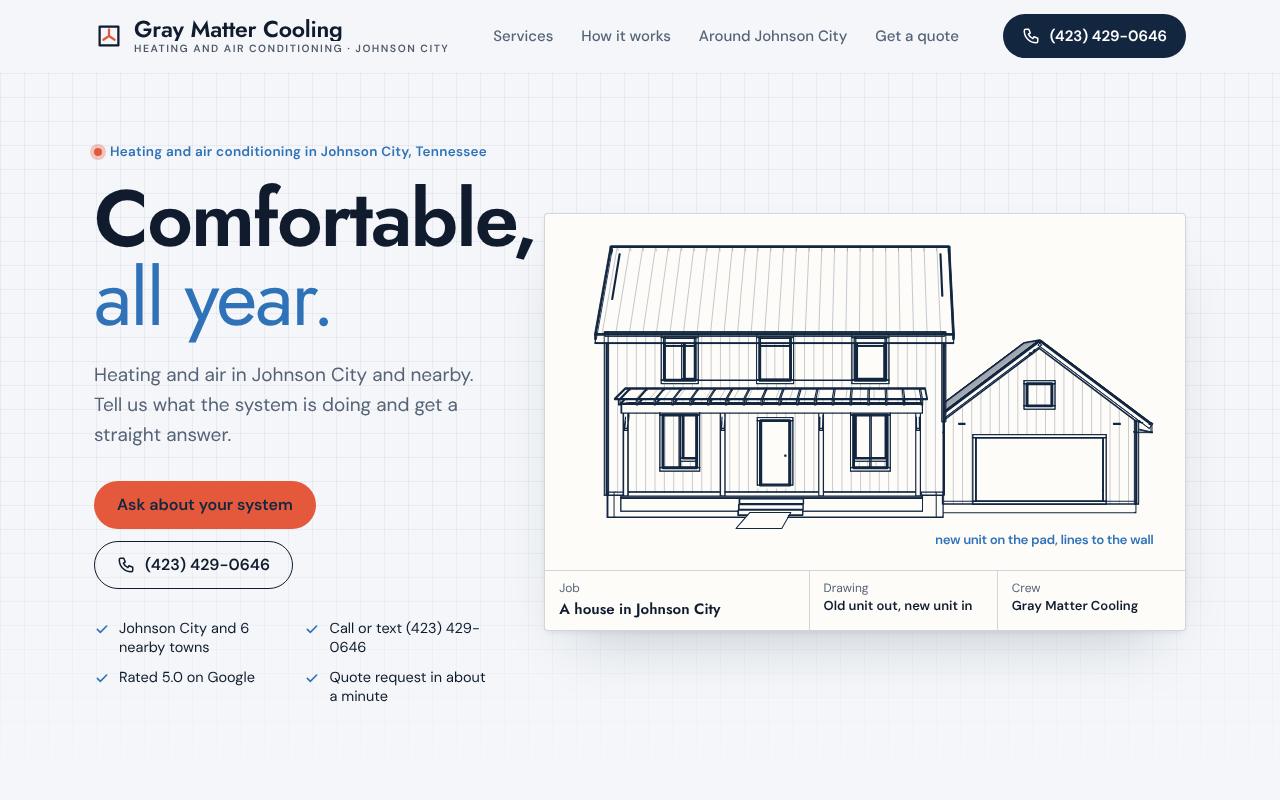 Gray Matter Cooling
HEATING AND AIR CONDITIONING · JOHNSON CITY
Services
How it works
Around Johnson City
Get a quote
(423) 429-0646
Heating and air conditioning in Johnson City, Tennessee
Comfortable,
all year.
Heating and air in Johnson City and nearby.
Tell us what the system is doing and get a
straight answer.
Ask about your system
(423) 429-0646
Johnson City and 6
nearby towns
Call or text (423) 429-
0646
Rated 5.0 on Google
Quote request in about
a minute
new unit on the pad, lines to the wall
Job
A house in Johnson City
Drawing
Old unit out, new unit in
Crew
Gray Matter Cooling